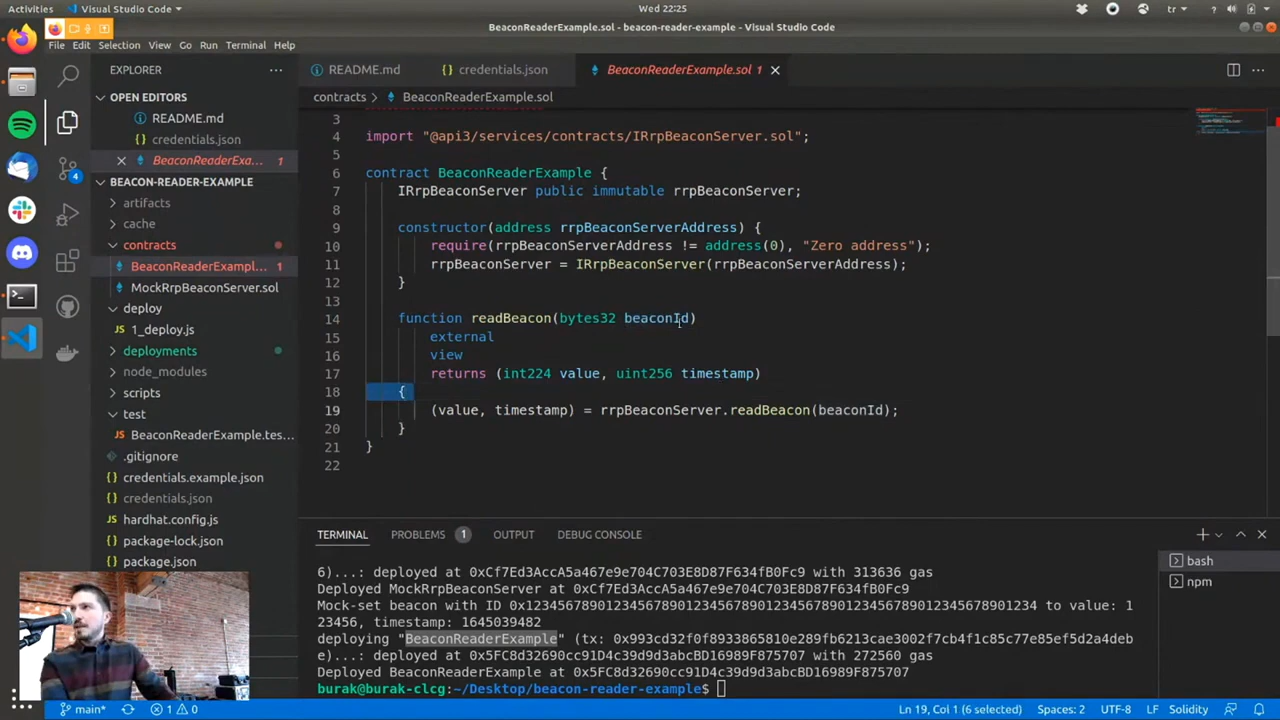 Activities
Visual Studio Code
Wed 22:25
tr
?
BeaconReaderExample.sol - beacon-reader-example - Visual Studio Code
File Edit Selection View Go Run Terminal Help
EXPLORER
OPEN EDITORS
README.md
credentials.json
BeaconReaderExa... 1
BEACON-READER-EXAMPLE
artifacts
cache
contracts
BeaconReaderExampl... 1
MockRrpBeaconServer.sol
deploy
1_deploy.js
deployments
node_modules
scripts
test
BeaconReaderExample.tes...
.gitignore
credentials.example.json
credentials.json
hardhat.config.js
package-lock.json
package.json
4
README.md
credentials.json
BeaconReaderExample.sol 1
contracts > BeaconReaderExample.sol
3
4 import "@api3/services/contracts/IRrpBeaconServer.sol";
5
6 contract BeaconReaderExample {
7 IRrpBeaconServer public immutable rrpBeaconServer;
8
9 constructor(address rrpBeaconServerAddress) {
10 require(rrpBeaconServerAddress != address(0), "Zero address");
11 rrpBeaconServer = IRrpBeaconServer(rrpBeaconServerAddress);
12 }
13
14 function readBeacon(bytes32 beaconId)
15 external
16 view
17 returns (int224 value, uint256 timestamp)
18 {
19 (value, timestamp) = rrpBeaconServer.readBeacon(beaconId);
20 }
21 }
22
TERMINAL PROBLEMS 1 OUTPUT DEBUG CONSOLE
6)...: deployed at 0xCf7Ed3AccA5a467e9e704C703E8D87F634fB0Fc9 with 313636 gas
Deployed MockRrpBeaconServer at 0xCf7Ed3AccA5a467e9e704C703E8D87F634fB0Fc9
Mock-set beacon with ID 0x1234567890123456789012345678901234567890123456789012345678901234 to value: 1
23456, timestamp: 1645039482
deploying "BeaconReaderExample" (tx: 0x993cd32f0f8933865810e289fb6213cae3002f7cb4f1c85c77e85ef5d2a4deb
e)...: deployed at 0x5FC8d32690cc91D4c39d9d3abcBD16989F875707 with 272560 gas
Deployed BeaconReaderExample at 0x5FC8d32690cc91D4c39d9d3abcBD16989F875707
burak@burak-clcg:~/Desktop/beacon-reader-example$
bash
npm
main*
1 0
Ln 19, Col 1 (6 selected)
Spaces: 2
UTF-8
LF
Solidity